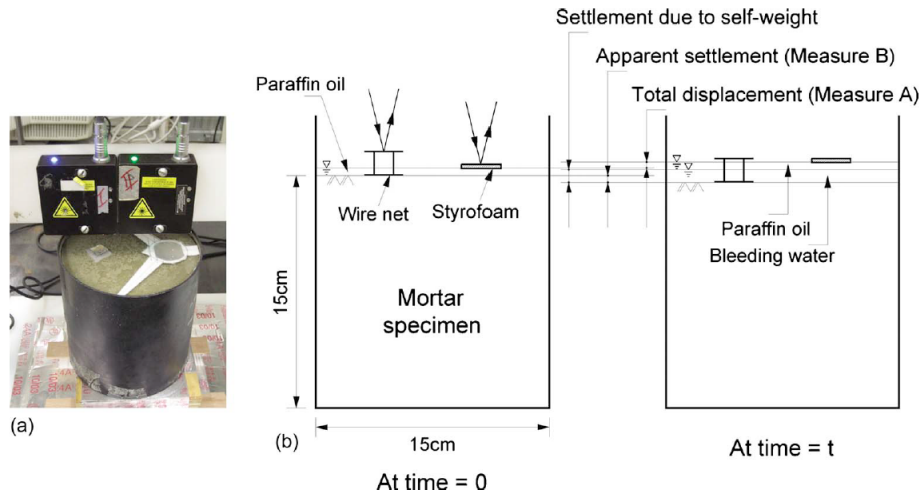 Settlement due to self-weight
Apparent settlement (Measure B)
Total displacement (Measure A)
Paraffin oil
Wire net
Styrofoam
Paraffin oil
Bleeding water
15cm
Mortar
specimen
(a)
(b)
15cm
At time = 0
At time = t